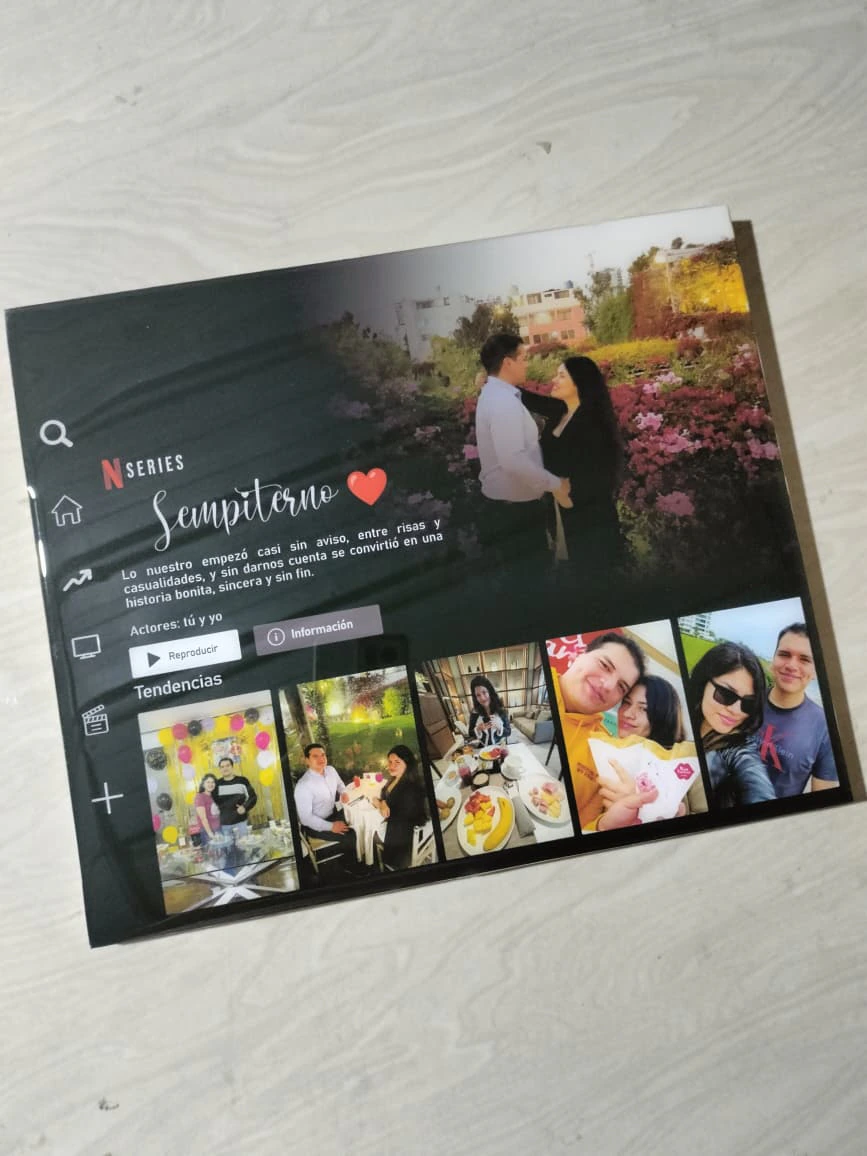 N SERIES
Sempiterno
Lo nuestro empezó casi sin aviso, entre risas y
casualidades, y sin darnos cuenta se convirtió en una
historia bonita, sincera y sin fin.
Actores: tú y yo
Reproducir
Información
Tendencias
K